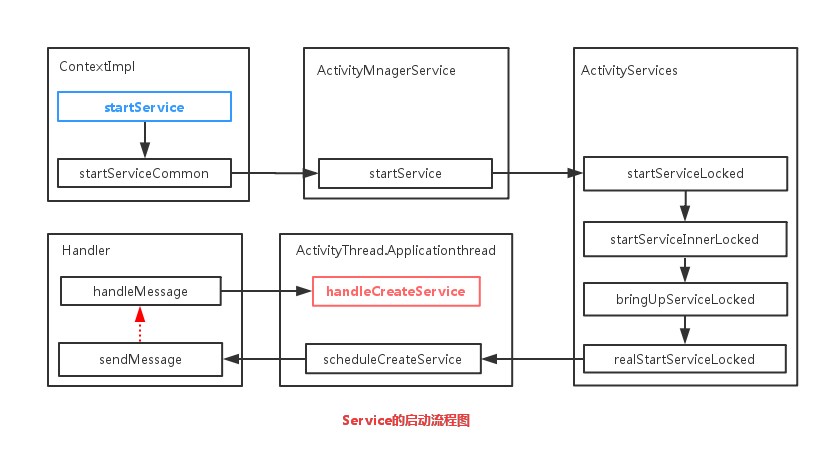 ContextImpl
startService
startServiceCommon
ActivityMnagerService
startService
ActivityServices
startServiceLocked
startServiceInnerLocked
bringUpServiceLocked
realStartServiceLocked
Handler
handleMessage
sendMessage
ActivityThread.Applicationthread
handleCreateService
scheduleCreateService
Service的启动流程图